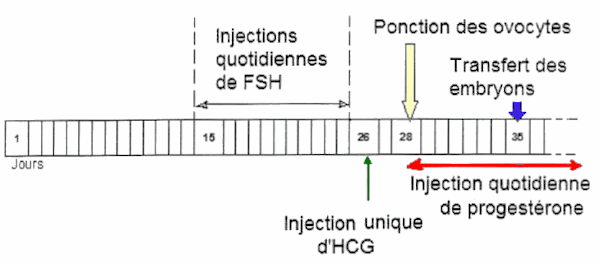 Ponction des ovocytes
Injections
quotidiennes
de FSH
Transfert des
embryons
1
15
26
28
35
Jours
Injection unique
d'HCG
Injection quotidienne
de progestérone